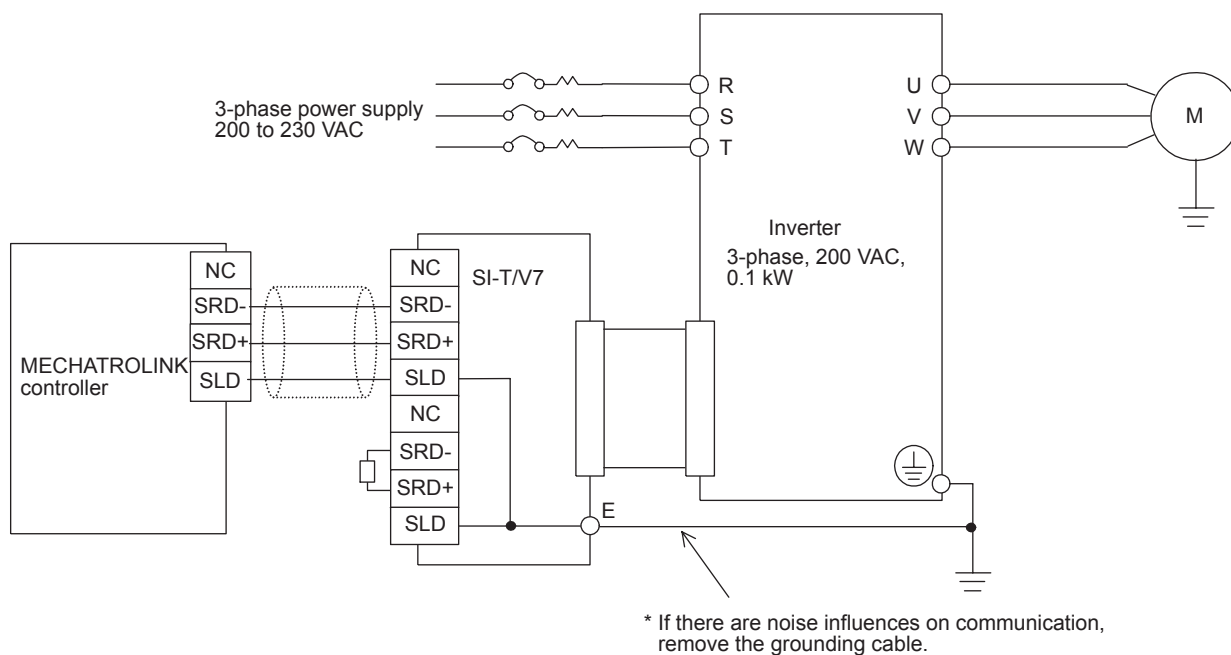 3-phase power supply
200 to 230 VAC
R
S
T
U
V
W
M
Inverter
3-phase, 200 VAC,
0.1 kW
MECHATROLINK
controller
NC
SRD-
SRD+
SLD
SI-T/V7
NC
SRD-
SRD+
SLD
NC
SRD-
SRD+
SLD
E
* If there are noise influences on communication,
remove the grounding cable.